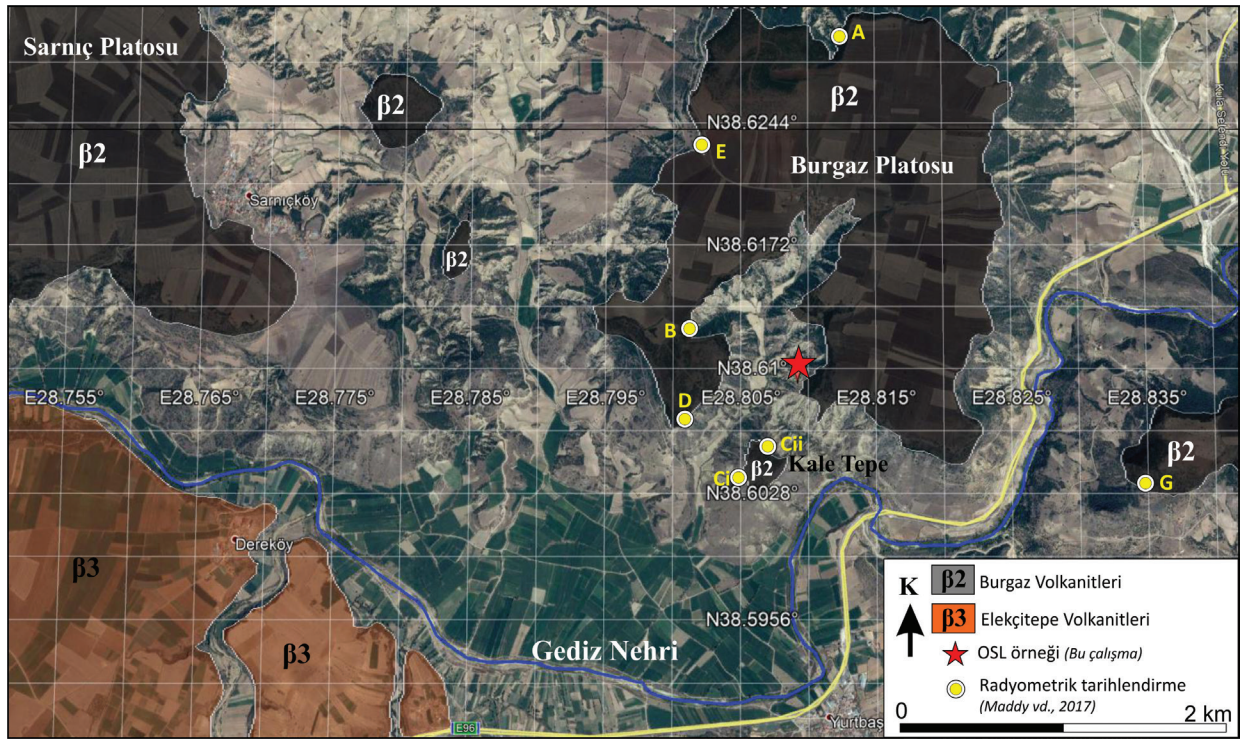 Sarnıç Platosu
A
β2
β2
N38.6244°
Kula Selendi Yolu
β2
E
Burgaz Platosu
Sarnıçköy
N38.6172°
β2
B
N38.61°
E28.755°
E28.765°
E28.775°
E28.785°
E28.795°
E28.805°
E28.815°
E28.825°
E28.835°
D
Cii
β2
Kale Tepe
Ci
β2
G
N38.6028°
Dereköy
β3
N38.5956°
β3
Gediz Nehri
E96
Yurtbaş
K
β2 Burgaz Volkanitleri
β3 Elekçitepe Volkanitleri
OSL örneği (Bu çalışma)
Radyometrik tarihlendirme
(Maddy vd., 2017)
0 2 km